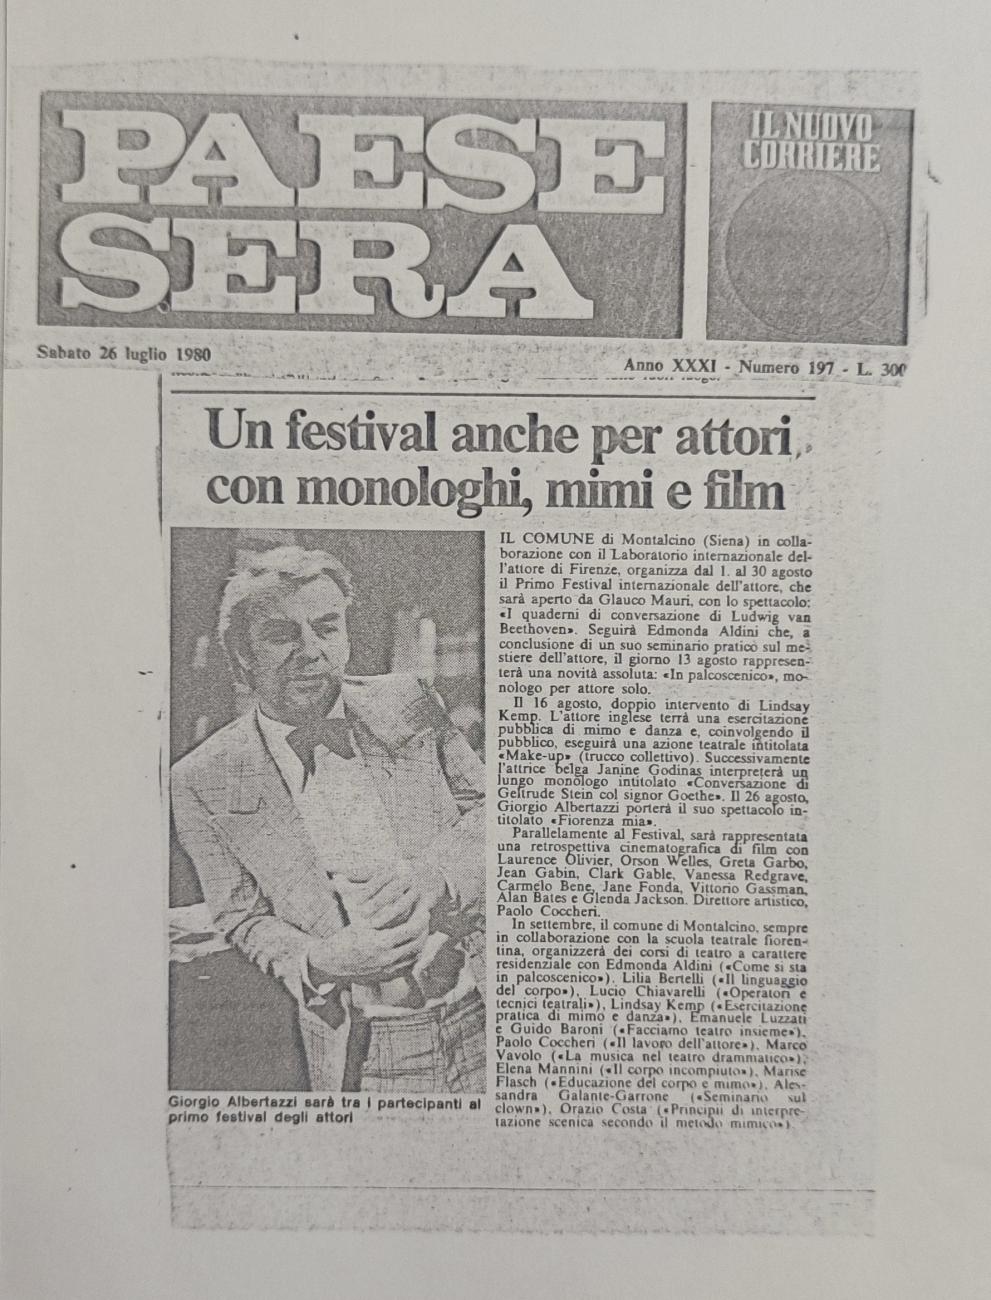 PAESE
SERA
IL NUOVO
CORRIERE
Sabato 26 luglio 1980
Anno XXXI - Numero 197 - L. 300
Un festival anche per attori,
con monologhi, mimi e film
IL COMUNE di Montalcino (Siena) in colla-
borazione con il Laboratorio internazionale del-
l'attore di Firenze, organizza dal 1. al 30 agosto
il Primo Festival internazionale dell'attore, che
sarà aperto da Glauco Mauri, con lo spettacolo:
«I quaderni di conversazione di Ludwig van
Beethoven». Seguirà Edmonda Aldini che, a
conclusione di un suo seminario pratico sul me-
stiere dell'attore, il giorno 13 agosto rappresen-
terà una novità assoluta: «In palcoscenico», mo-
nologo per attore solo.
Il 16 agosto, doppio intervento di Lindsay
Kemp. L'attore inglese terrà una esercitazione
pubblica di mimo e danza e, coinvolgendo il
pubblico, eseguirà una azione teatrale intitolata
«Make-up» (trucco collettivo). Successivamente
l'attrice belga Janine Godinas interpreterà un
lungo monologo intitolato «Conversazione di
Geltrude Stein col signor Goethe». Il 26 agosto,
Giorgio Albertazzi porterà il suo spettacolo in-
titolato «Fiorenza mia».
Parallelamente al Festival, sarà rappresentata
una retrospettiva cinematografica di film con
Laurence Olivier, Orson Welles, Greta Garbo,
Jean Gabin, Clark Gable, Vanessa Redgrave,
Carmelo Bene, Jane Fonda, Vittorio Gassman,
Alan Bates e Glenda Jackson. Direttore artistico,
Paolo Coccheri.
In settembre, il comune di Montalcino, sempre
in collaborazione con la scuola teatrale fioren-
tina, organizzerà dei corsi di teatro a carattere
residenziale con Edmonda Aldini («Come si sta
in palcoscenico»), Lilia Bertelli («Il linguaggio
del corpo»), Lucio Chiavarelli («Operatori e
tecnici teatrali»), Lindsay Kemp («Esercitazione
pratica di mimo e danza»), Emanuele Luzzati
e Guido Baroni («Facciamo teatro insieme»),
Paolo Coccheri («Il lavoro dell'attore»), Marco
Vavolo («La musica nel teatro drammatico»),
Elena Mannini («Il corpo incompiuto»), Marise
Flasch («Educazione del corpo e mimo»), Ales-
sandra Galante-Garrone («Seminario sul
clown»), Orazio Costa («Principii di interpre-
tazione scenica secondo il metodo mimico»).
Giorgio Albertazzi sarà tra i partecipanti al
primo festival degli attori